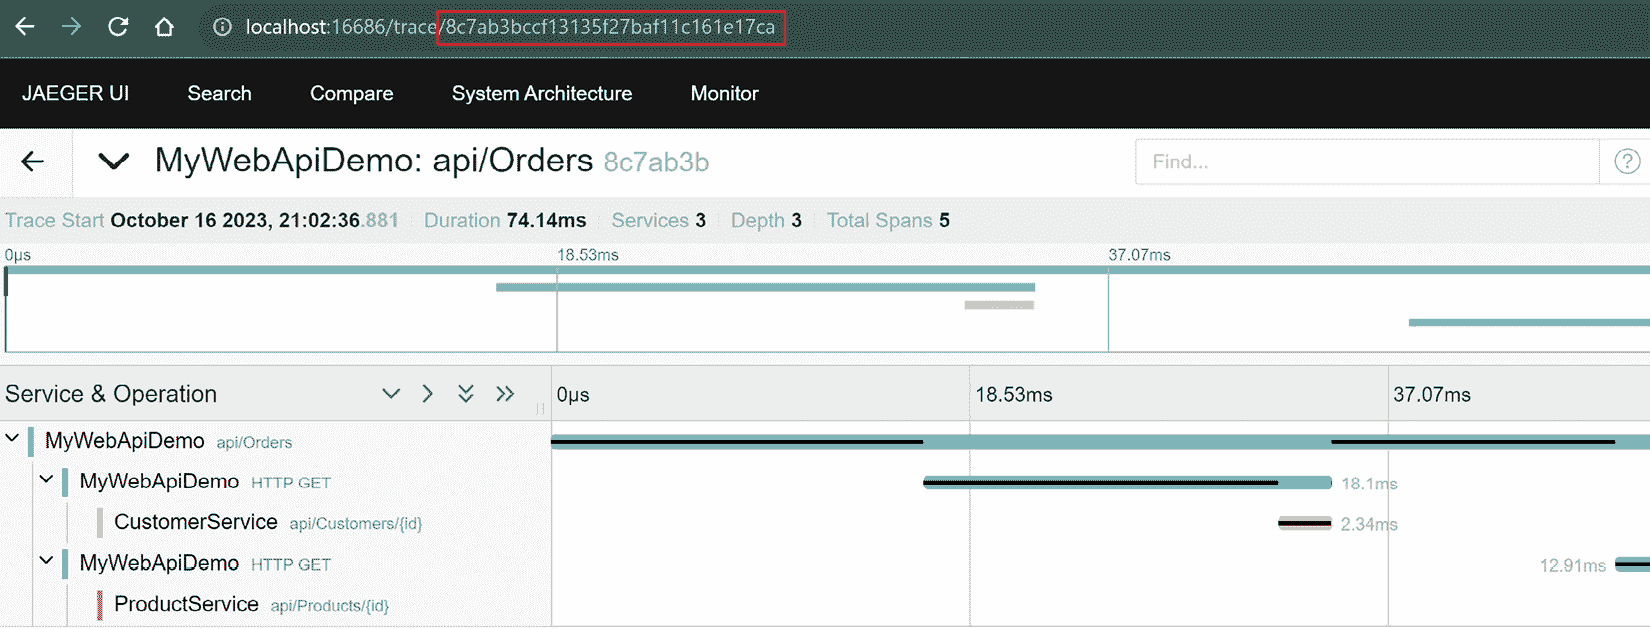 localhost:16686/trace/8c7ab3bccf13135f27baf11c161e17ca
JAEGER UI Search Compare System Architecture Monitor
MyWebApiDemo: api/Orders 8c7ab3b Find...
Trace Start October 16 2023, 21:02:36.881 Duration 74.14ms Services 3 Depth 3 Total Spans 5
0μs 18.53ms 37.07ms
Service & Operation 0μs 18.53ms 37.07ms
MyWebApiDemo api/Orders
MyWebApiDemo HTTP GET 18.1ms
CustomerService api/Customers/{id} 2.34ms
MyWebApiDemo HTTP GET 12.91ms
ProductService api/Products/{id}